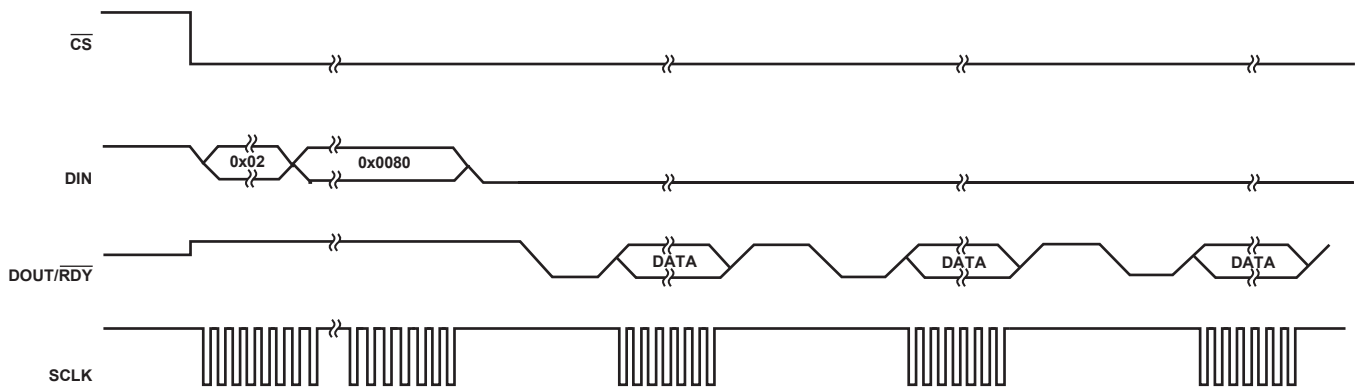 CS
DIN
0x02
0x0080
DOUT/RDY
DATA
DATA
DATA
SCLK